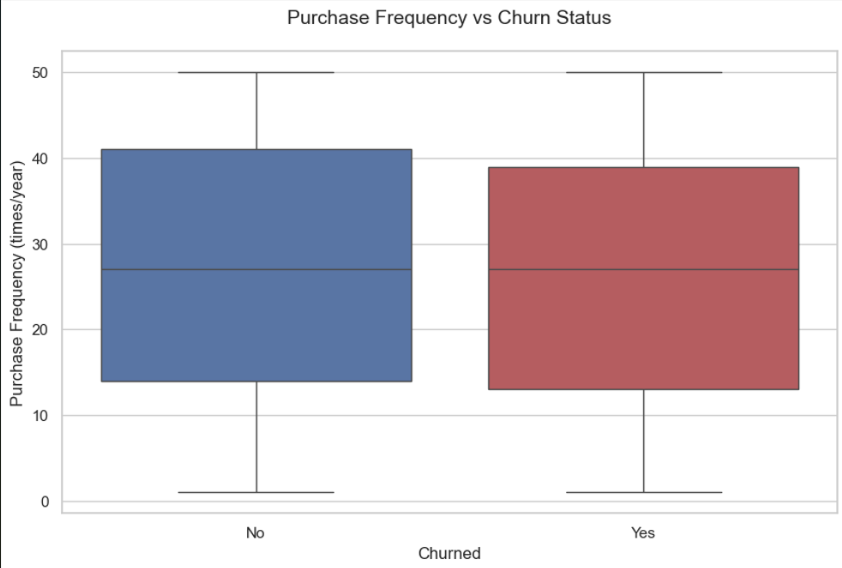 Purchase Frequency vs Churn Status
Purchase Frequency (times/year)
50
40
30
20
10
0
No Yes
Churned